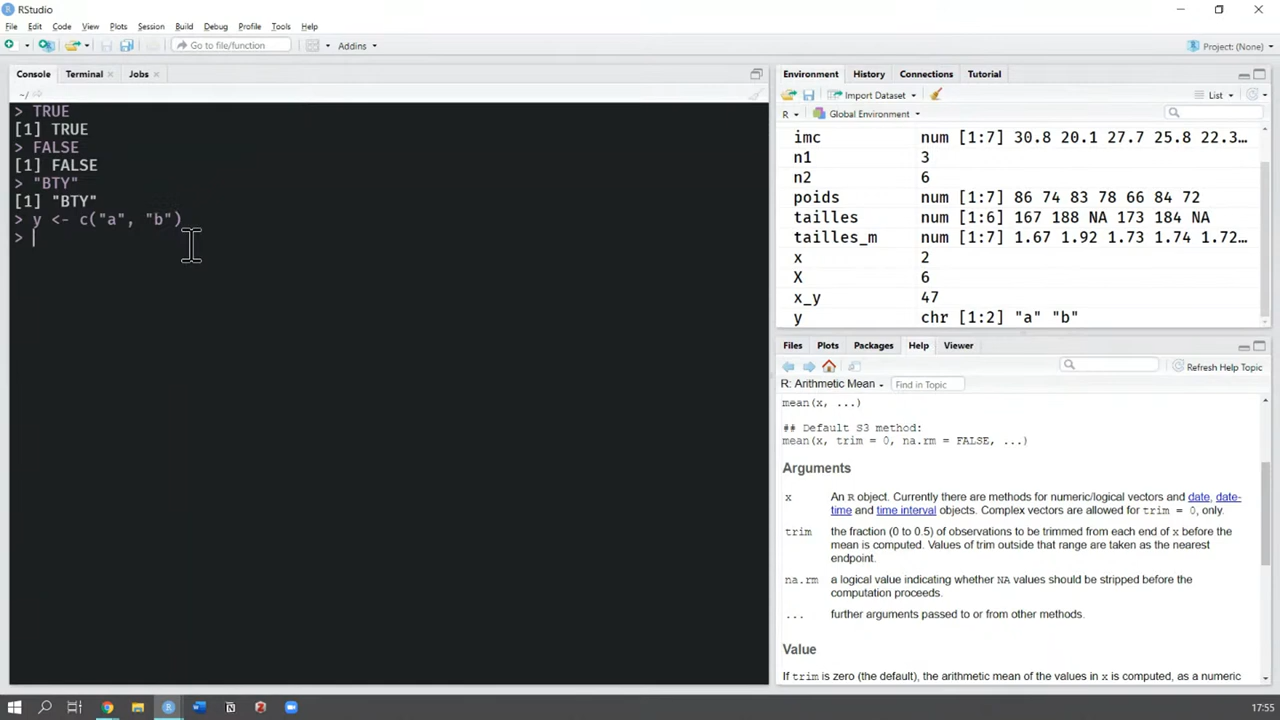 RStudio
File Edit Code View Plots Session Build Debug Profile Tools Help
Go to file/function Addins Project: (None)
Console Terminal Jobs
~/
> TRUE
[1] TRUE
> FALSE
[1] FALSE
> "BTY"
[1] "BTY"
> y <- c("a", "b")
>
Environment History Connections Tutorial
Import Dataset List
R Global Environment
imc num [1:7] 30.8 20.1 27.7 25.8 22.3…
n1 3
n2 6
poids num [1:7] 86 74 83 78 66 84 72
tailles num [1:6] 167 188 NA 173 184 NA
tailles_m num [1:7] 1.67 1.92 1.73 1.74 1.72…
x 2
X 6
x_y 47
y chr [1:2] "a" "b"
Files Plots Packages Help Viewer
Refresh Help Topic
R: Arithmetic Mean Find in Topic
mean(x, ...)
## Default S3 method:
mean(x, trim = 0, na.rm = FALSE, ...)
Arguments
x An R object. Currently there are methods for numeric/logical vectors and date, date-
time and time interval objects. Complex vectors are allowed for trim = 0, only.
trim the fraction (0 to 0.5) of observations to be trimmed from each end of x before the
mean is computed. Values of trim outside that range are taken as the nearest
endpoint.
na.rm a logical value indicating whether NA values should be stripped before the
computation proceeds.
... further arguments passed to or from other methods.
Value
If trim is zero (the default), the arithmetic mean of the values in x is computed, as a numeric
17:55